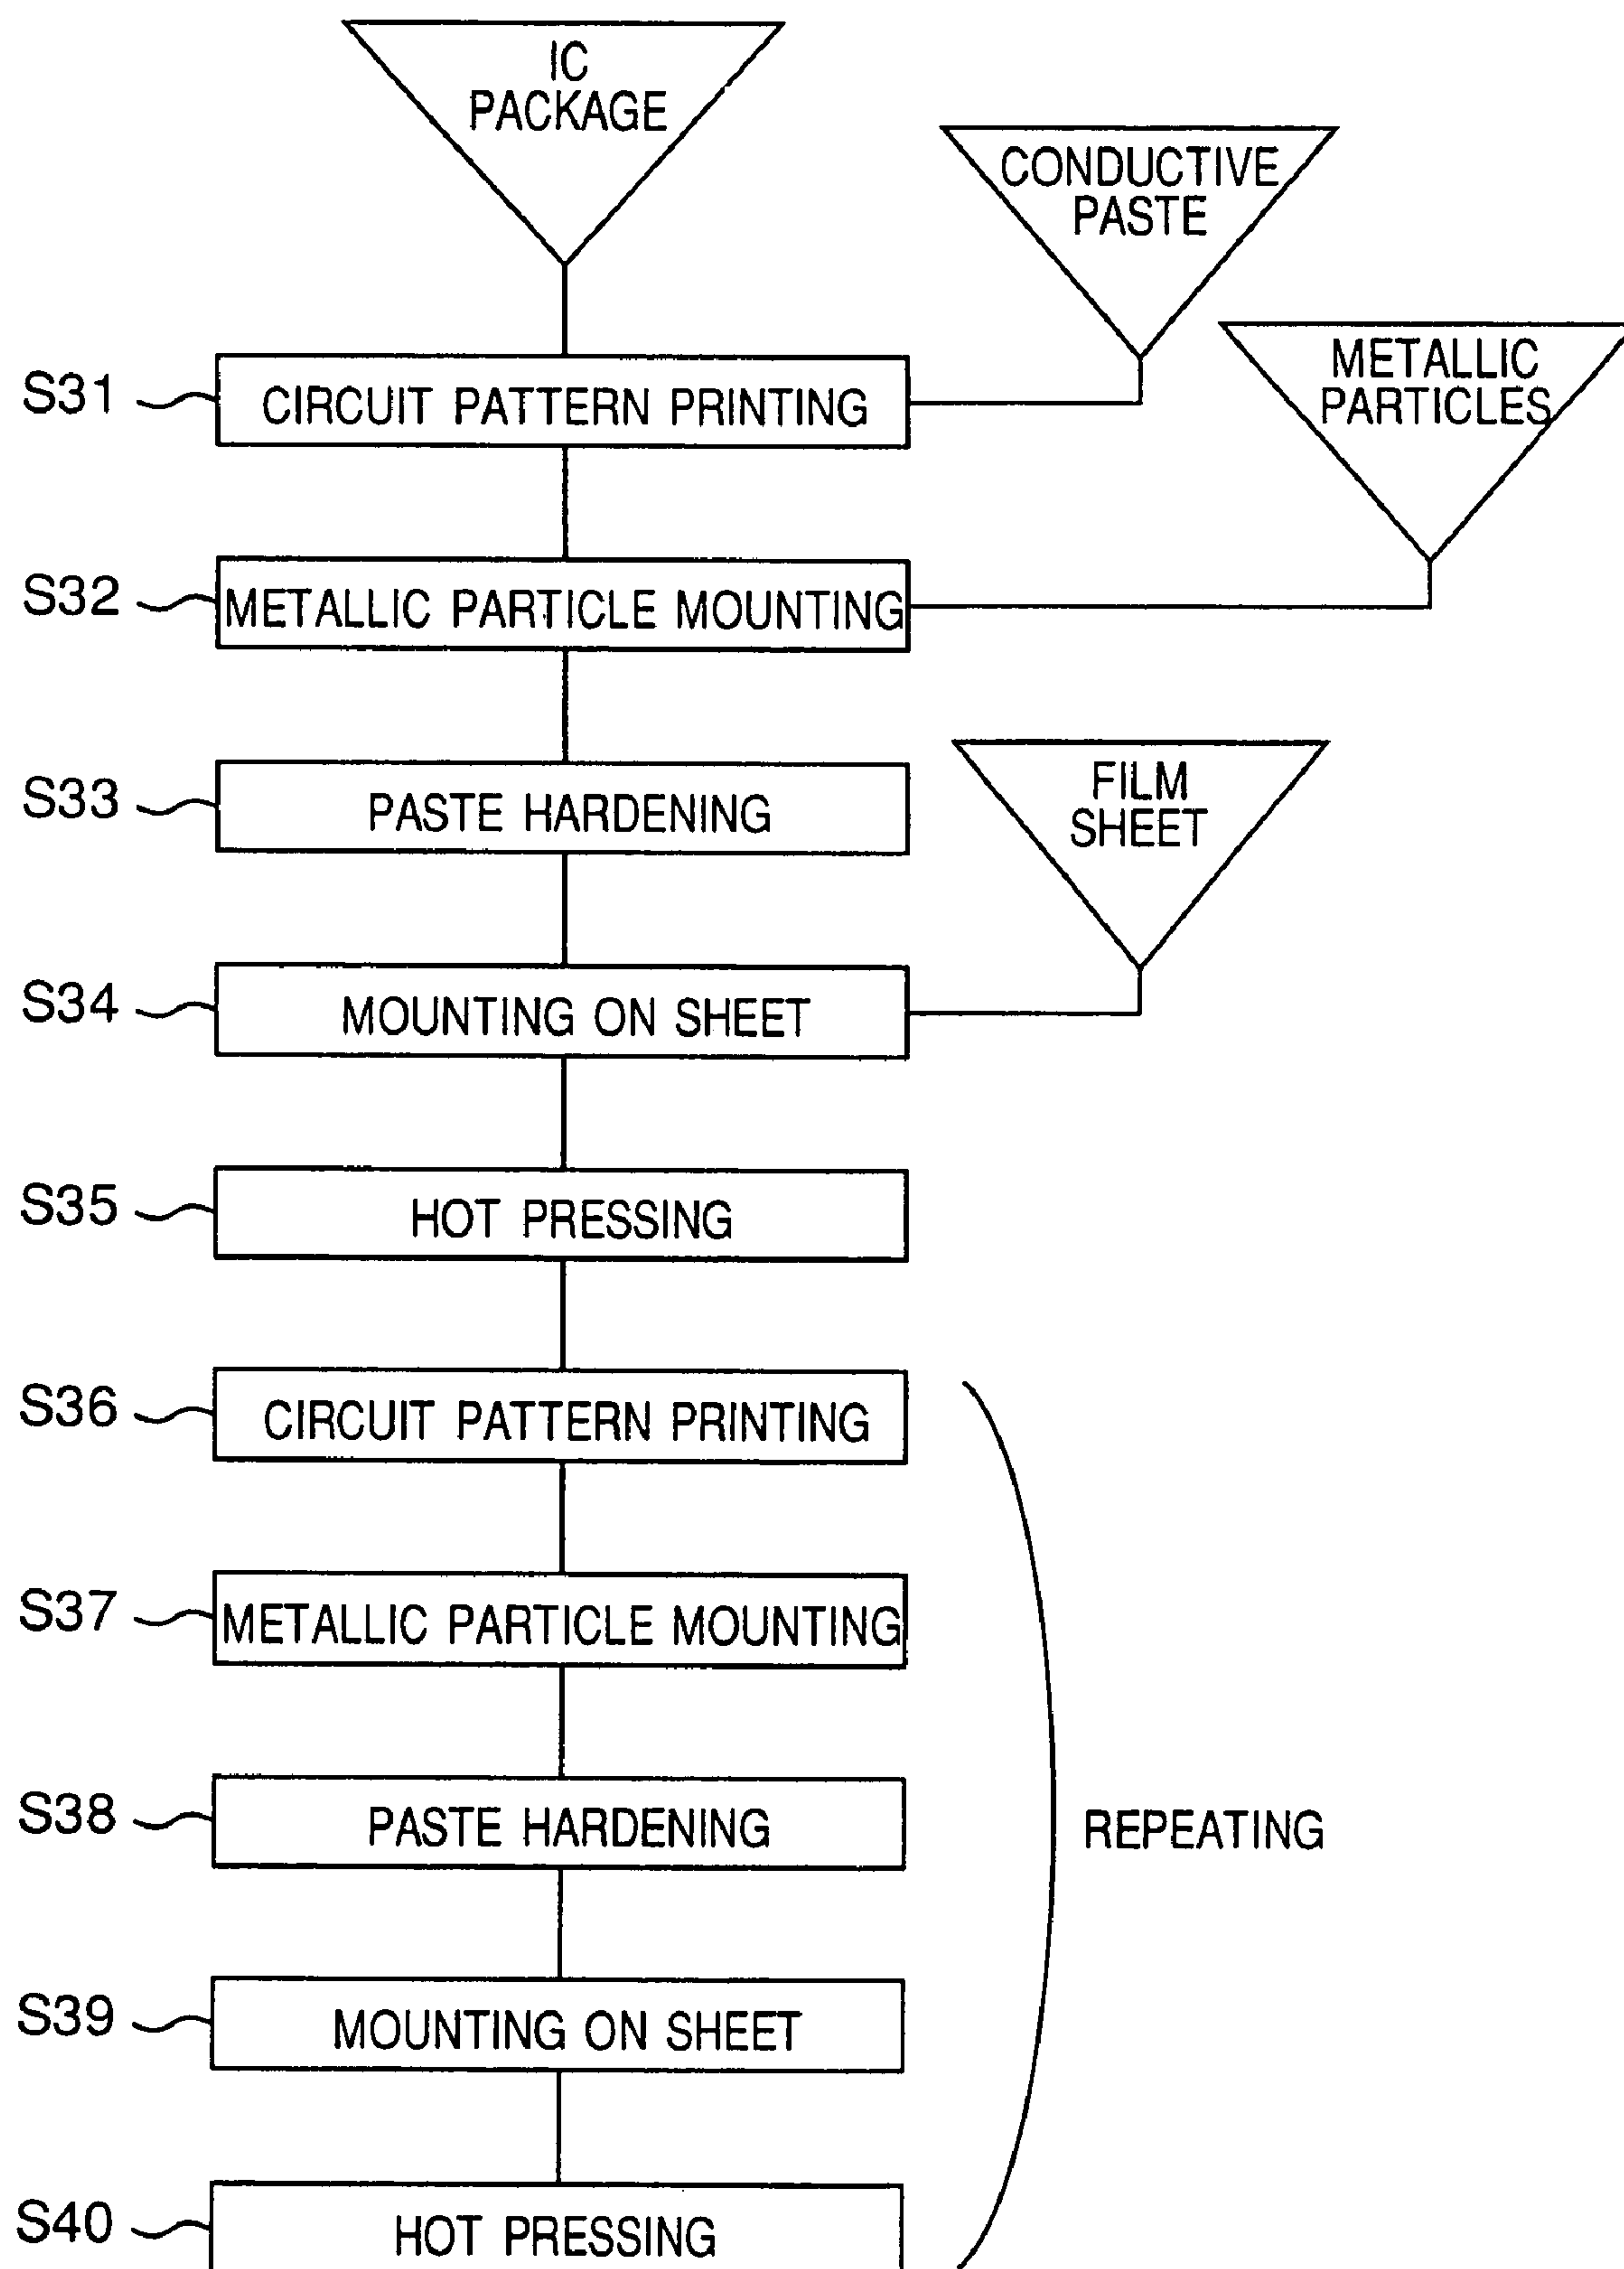 IC
PACKAGE
CONDUCTIVE
PASTE
METALLIC
PARTICLES
S31 CIRCUIT PATTERN PRINTING
S32 METALLIC PARTICLE MOUNTING
S33 PASTE HARDENING
FILM
SHEET
S34 MOUNTING ON SHEET
S35 HOT PRESSING
S36 CIRCUIT PATTERN PRINTING
S37 METALLIC PARTICLE MOUNTING
S38 PASTE HARDENING
REPEATING
S39 MOUNTING ON SHEET
S40 HOT PRESSING